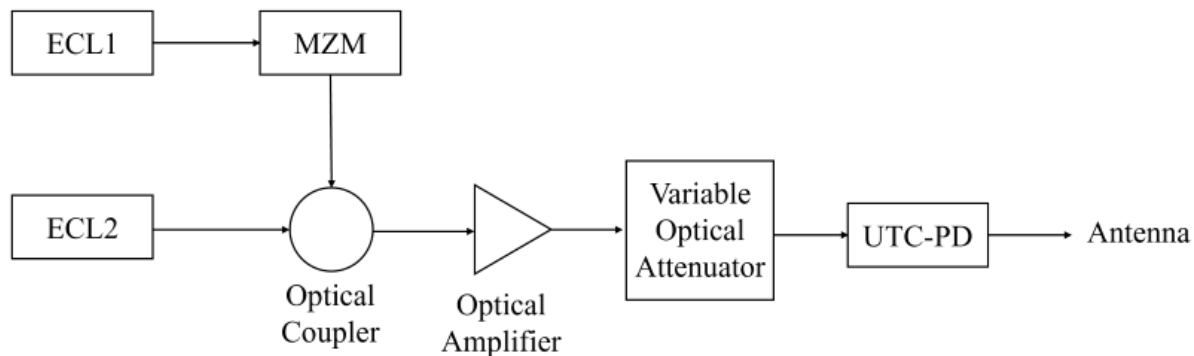 ECL1
MZM
ECL2
Optical
Coupler
Optical
Amplifier
Variable
Optical
Attenuator
UTC-PD
Antenna